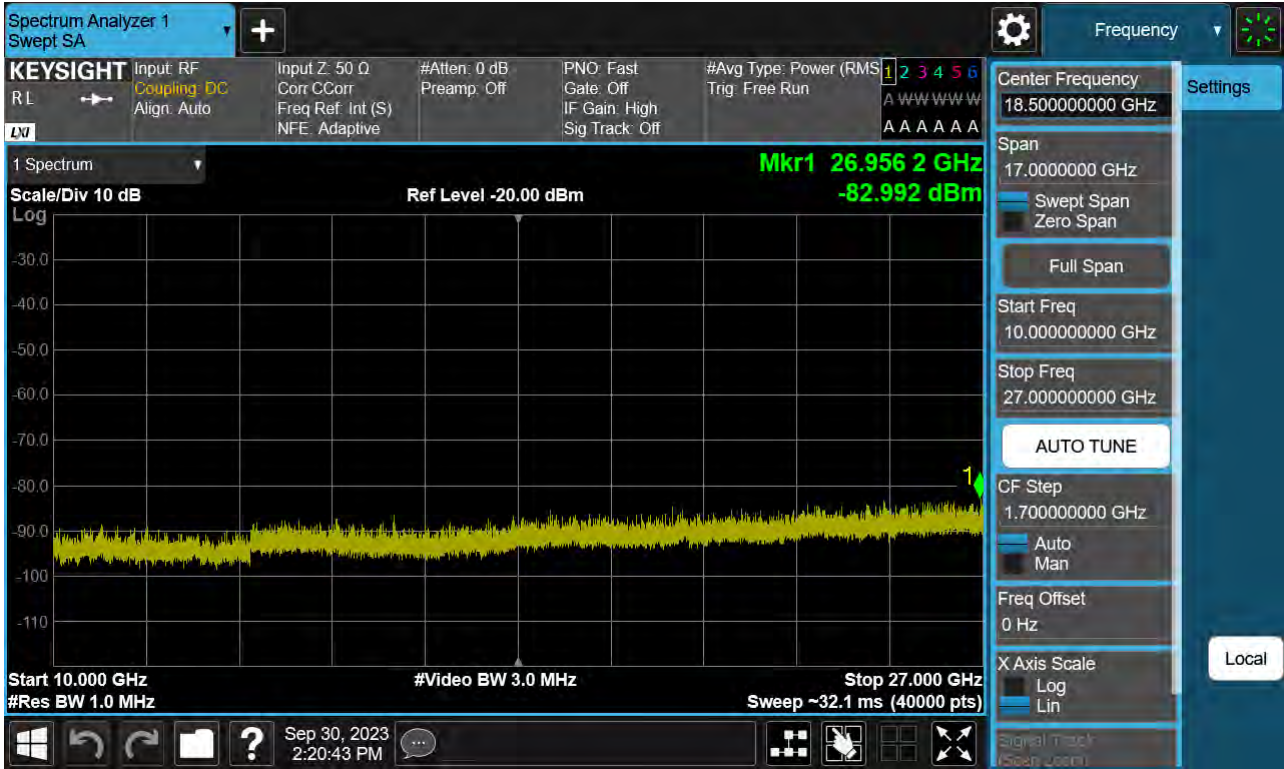 Spectrum Analyzer 1
Swept SA
Frequency
KEYSIGHT
RL
LXI
Input: RF
Coupling: DC
Align: Auto
Input Z: 50 Ω
Corr CCorr
Freq Ref: Int (S)
NFE: Adaptive
#Atten: 0 dB
Preamp: Off
PNO: Fast
Gate: Off
IF Gain: High
Sig Track: Off
#Avg Type: Power (RMS
Trig: Free Run
1 2 3 4 5 6
A W W W W W
A A A A A A
1 Spectrum
Scale/Div 10 dB
Log
Ref Level -20.00 dBm
Mkr1 26.956 2 GHz
-82.992 dBm
-30.0
-40.0
-50.0
-60.0
-70.0
-80.0
-90.0
-100
-110
1
Start 10.000 GHz
#Res BW 1.0 MHz
#Video BW 3.0 MHz
Stop 27.000 GHz
Sweep ~32.1 ms (40000 pts)
Center Frequency
18.500000000 GHz
Settings
Span
17.0000000 GHz
Swept Span
Zero Span
Full Span
Start Freq
10.000000000 GHz
Stop Freq
27.000000000 GHz
AUTO TUNE
CF Step
1.700000000 GHz
Auto
Man
Freq Offset
0 Hz
X Axis Scale
Log
Lin
Signal Track
(Span Zoom)
Local
?
Sep 30, 2023
2:20:43 PM